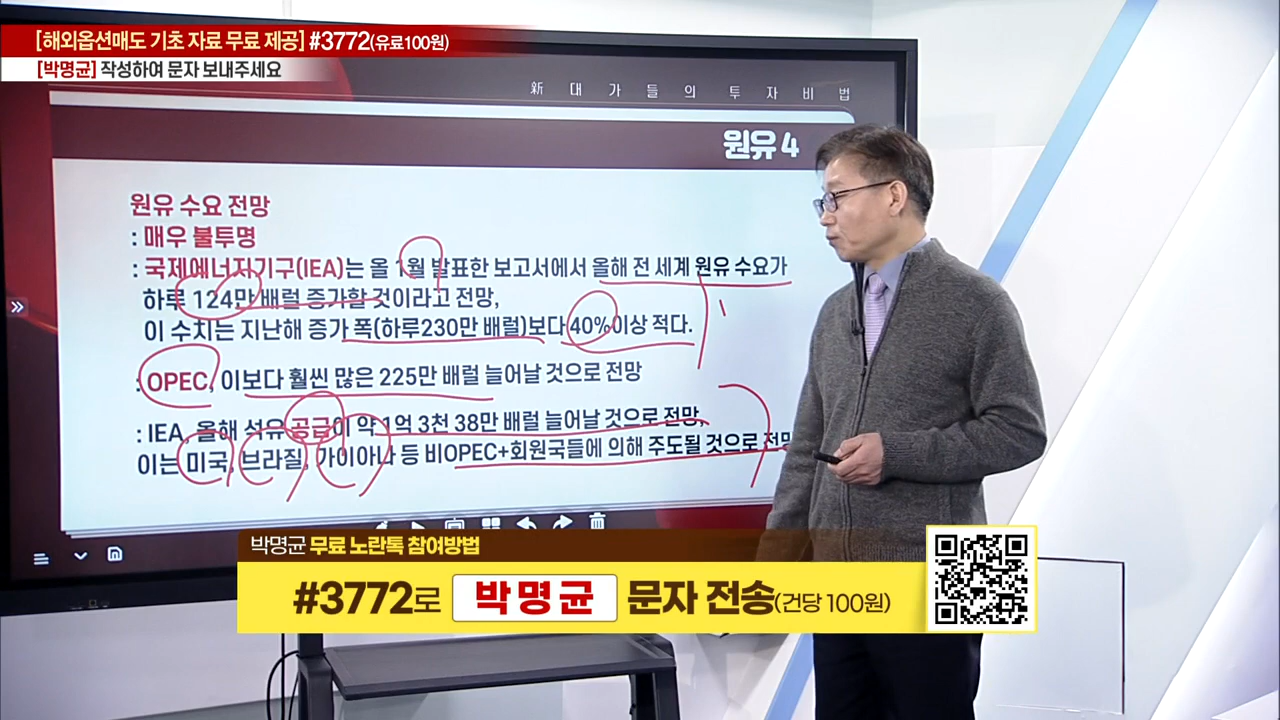 [해외옵션매도 기초 자료 무료 제공] #3772(유료100원)
[박명균] 작성하여 문자 보내주세요
新 대 가 들 의 투 자 비 법
원유 4
원유 수요 전망
: 매우 불투명
: 국제에너지기구(IEA)는 올 1월 발표한 보고서에서 올해 전 세계 원유 수요가
하루 124만 배럴 증가할 것이라고 전망,
이 수치는 지난해 증가 폭(하루230만 배럴)보다 40%이상 적다.
: OPEC, 이보다 훨씬 많은 225만 배럴 늘어날 것으로 전망
: IEA, 올해 석유 공급이 약 1억 3천 38만 배럴 늘어날 것으로 전망,
이는 미국, 브라질, 가이아나 등 비OPEC+회원국들에 의해 주도될 것으로 전망
박명균 무료 노란톡 참여방법
#3772로 박명균 문자 전송(건당 100원)